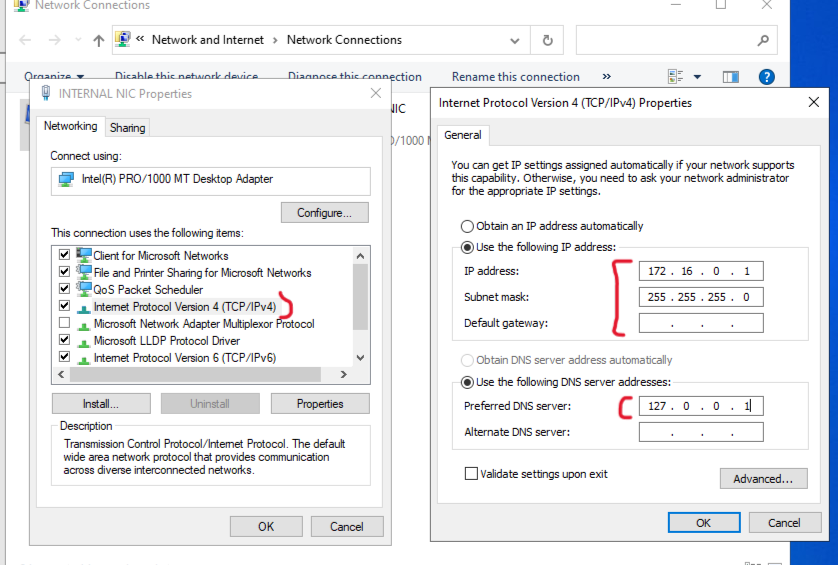 Network Connections
« Network and Internet > Network Connections
Organize Disable this network device Diagnose this connection Rename this connection »
INTERNAL NIC Properties
Networking Sharing
Connect using:
Intel(R) PRO/1000 MT Desktop Adapter
Configure...
This connection uses the following items:
Client for Microsoft Networks
File and Printer Sharing for Microsoft Networks
QoS Packet Scheduler
Internet Protocol Version 4 (TCP/IPv4)
Microsoft Network Adapter Multiplexor Protocol
Microsoft LLDP Protocol Driver
Internet Protocol Version 6 (TCP/IPv6)
Install... Uninstall Properties
Description
Transmission Control Protocol/Internet Protocol. The default
wide area network protocol that provides communication
across diverse interconnected networks.
OK Cancel
NIC
0/1000 M
Internet Protocol Version 4 (TCP/IPv4) Properties
General
You can get IP settings assigned automatically if your network supports
this capability. Otherwise, you need to ask your network administrator
for the appropriate IP settings.
Obtain an IP address automatically
Use the following IP address:
IP address: 172 . 16 . 0 . 1
Subnet mask: 255 . 255 . 255 . 0
Default gateway: . . .
Obtain DNS server address automatically
Use the following DNS server addresses:
Preferred DNS server: 127 . 0 . 0 . 1
Alternate DNS server: . . .
Validate settings upon exit
Advanced...
OK Cancel